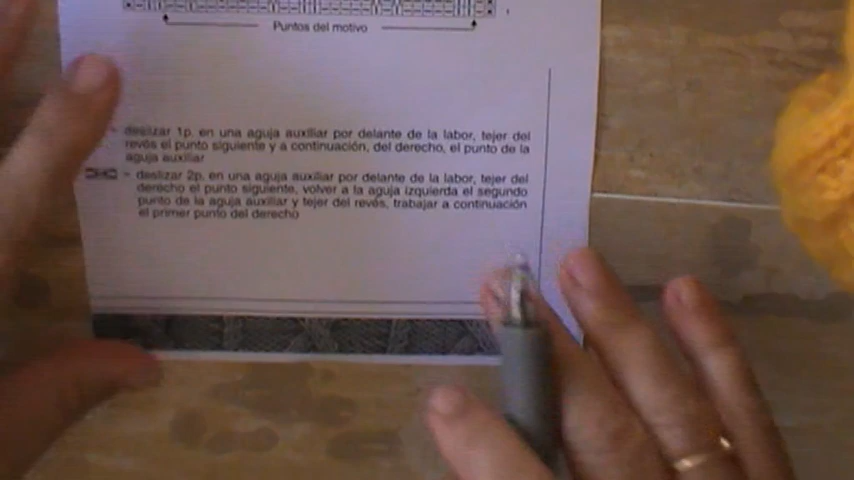 Puntos del motivo
- deslizar 1p, en una aguja auxiliar por delante de la labor, tejer del
revés el punto siguiente y a continuación, del derecho, el punto de la
aguja auxiliar
- deslizar 2p, en una aguja auxiliar por delante de la labor, tejer del
derecho el punto siguiente, volver a la aguja izquierda el segundo
punto de la aguja auxiliar y tejer del revés, trabajar a continuación
el primer punto del derecho